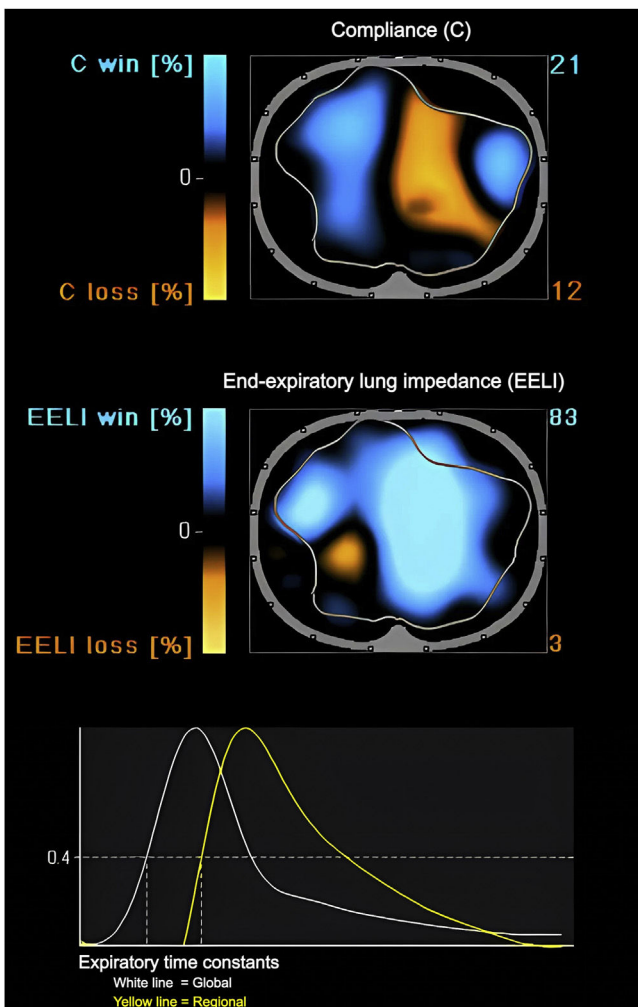 Compliance (C)
C win [%]
21
0
C loss [%]
12
End-expiratory lung impedance (EELI)
EELI win [%]
83
0
EELI loss [%]
3
0.4
Expiratory time constants
White line = Global
Yellow line = Regional